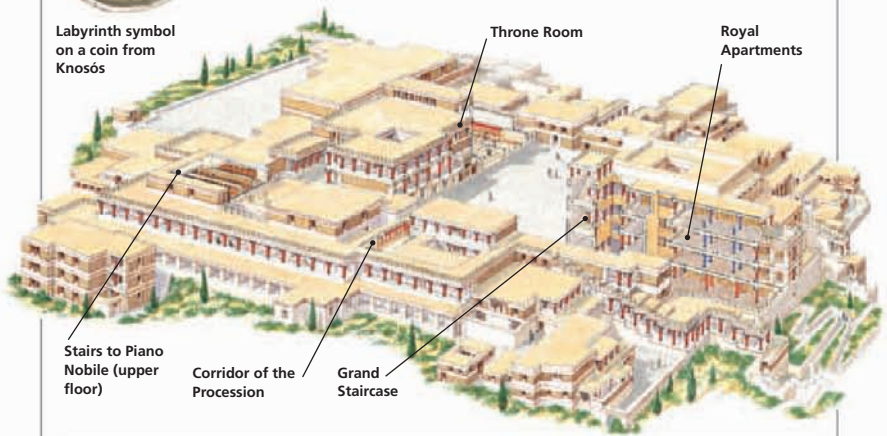 Labyrinth symbol
on a coin from
Knosós
Throne Room
Royal
Apartments
Stairs to Piano
Nobile (upper
floor)
Corridor of the
Procession
Grand
Staircase